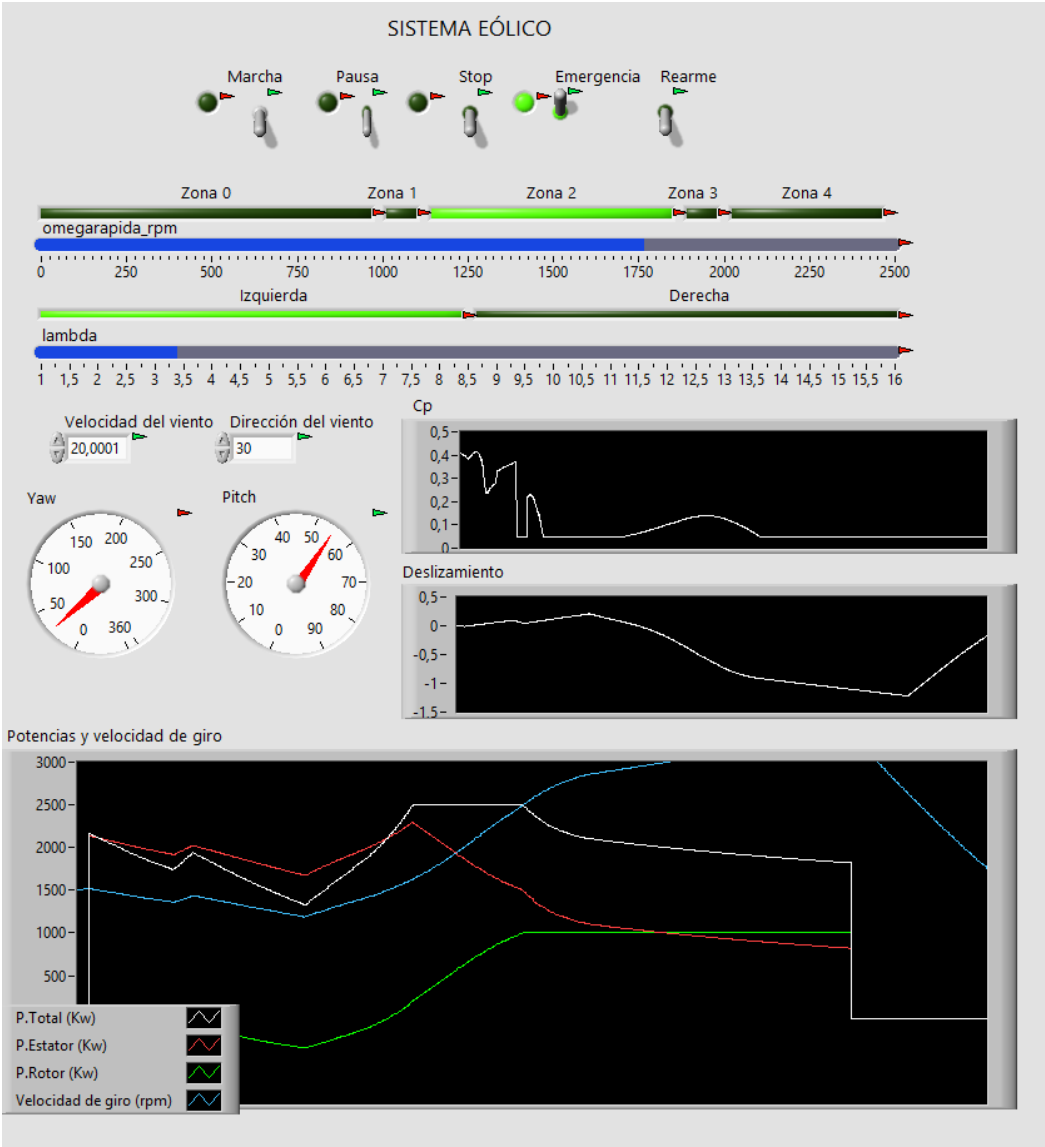 SISTEMA EÓLICO
Marcha Pausa Stop Emergencia Rearme
Zona 0 Zona 1 Zona 2 Zona 3 Zona 4
omegarapida_rpm
0 250 500 750 1000 1250 1500 1750 2000 2250 2500
Izquierda Derecha
lambda
1 1,5 2 2,5 3 3,5 4 4,5 5 5,5 6 6,5 7 7,5 8 8,5 9 9,5 10 10,5 11 11,5 12 12,5 13 13,5 14 14,5 15 15,5 16
Velocidad del viento Dirección del viento
20,0001 30
Yaw
0 50 100 150 200 250 300 360
Pitch
0 10 20 30 40 50 60 70 80 90
Cp
0,5
0,4
0,3
0,2
0,1
0
Deslizamiento
0,5
0
-0,5
-1
-1,5
Potencias y velocidad de giro
3000
2500
2000
1500
1000
500
P.Total (Kw)
P.Estator (Kw)
P.Rotor (Kw)
Velocidad de giro (rpm)